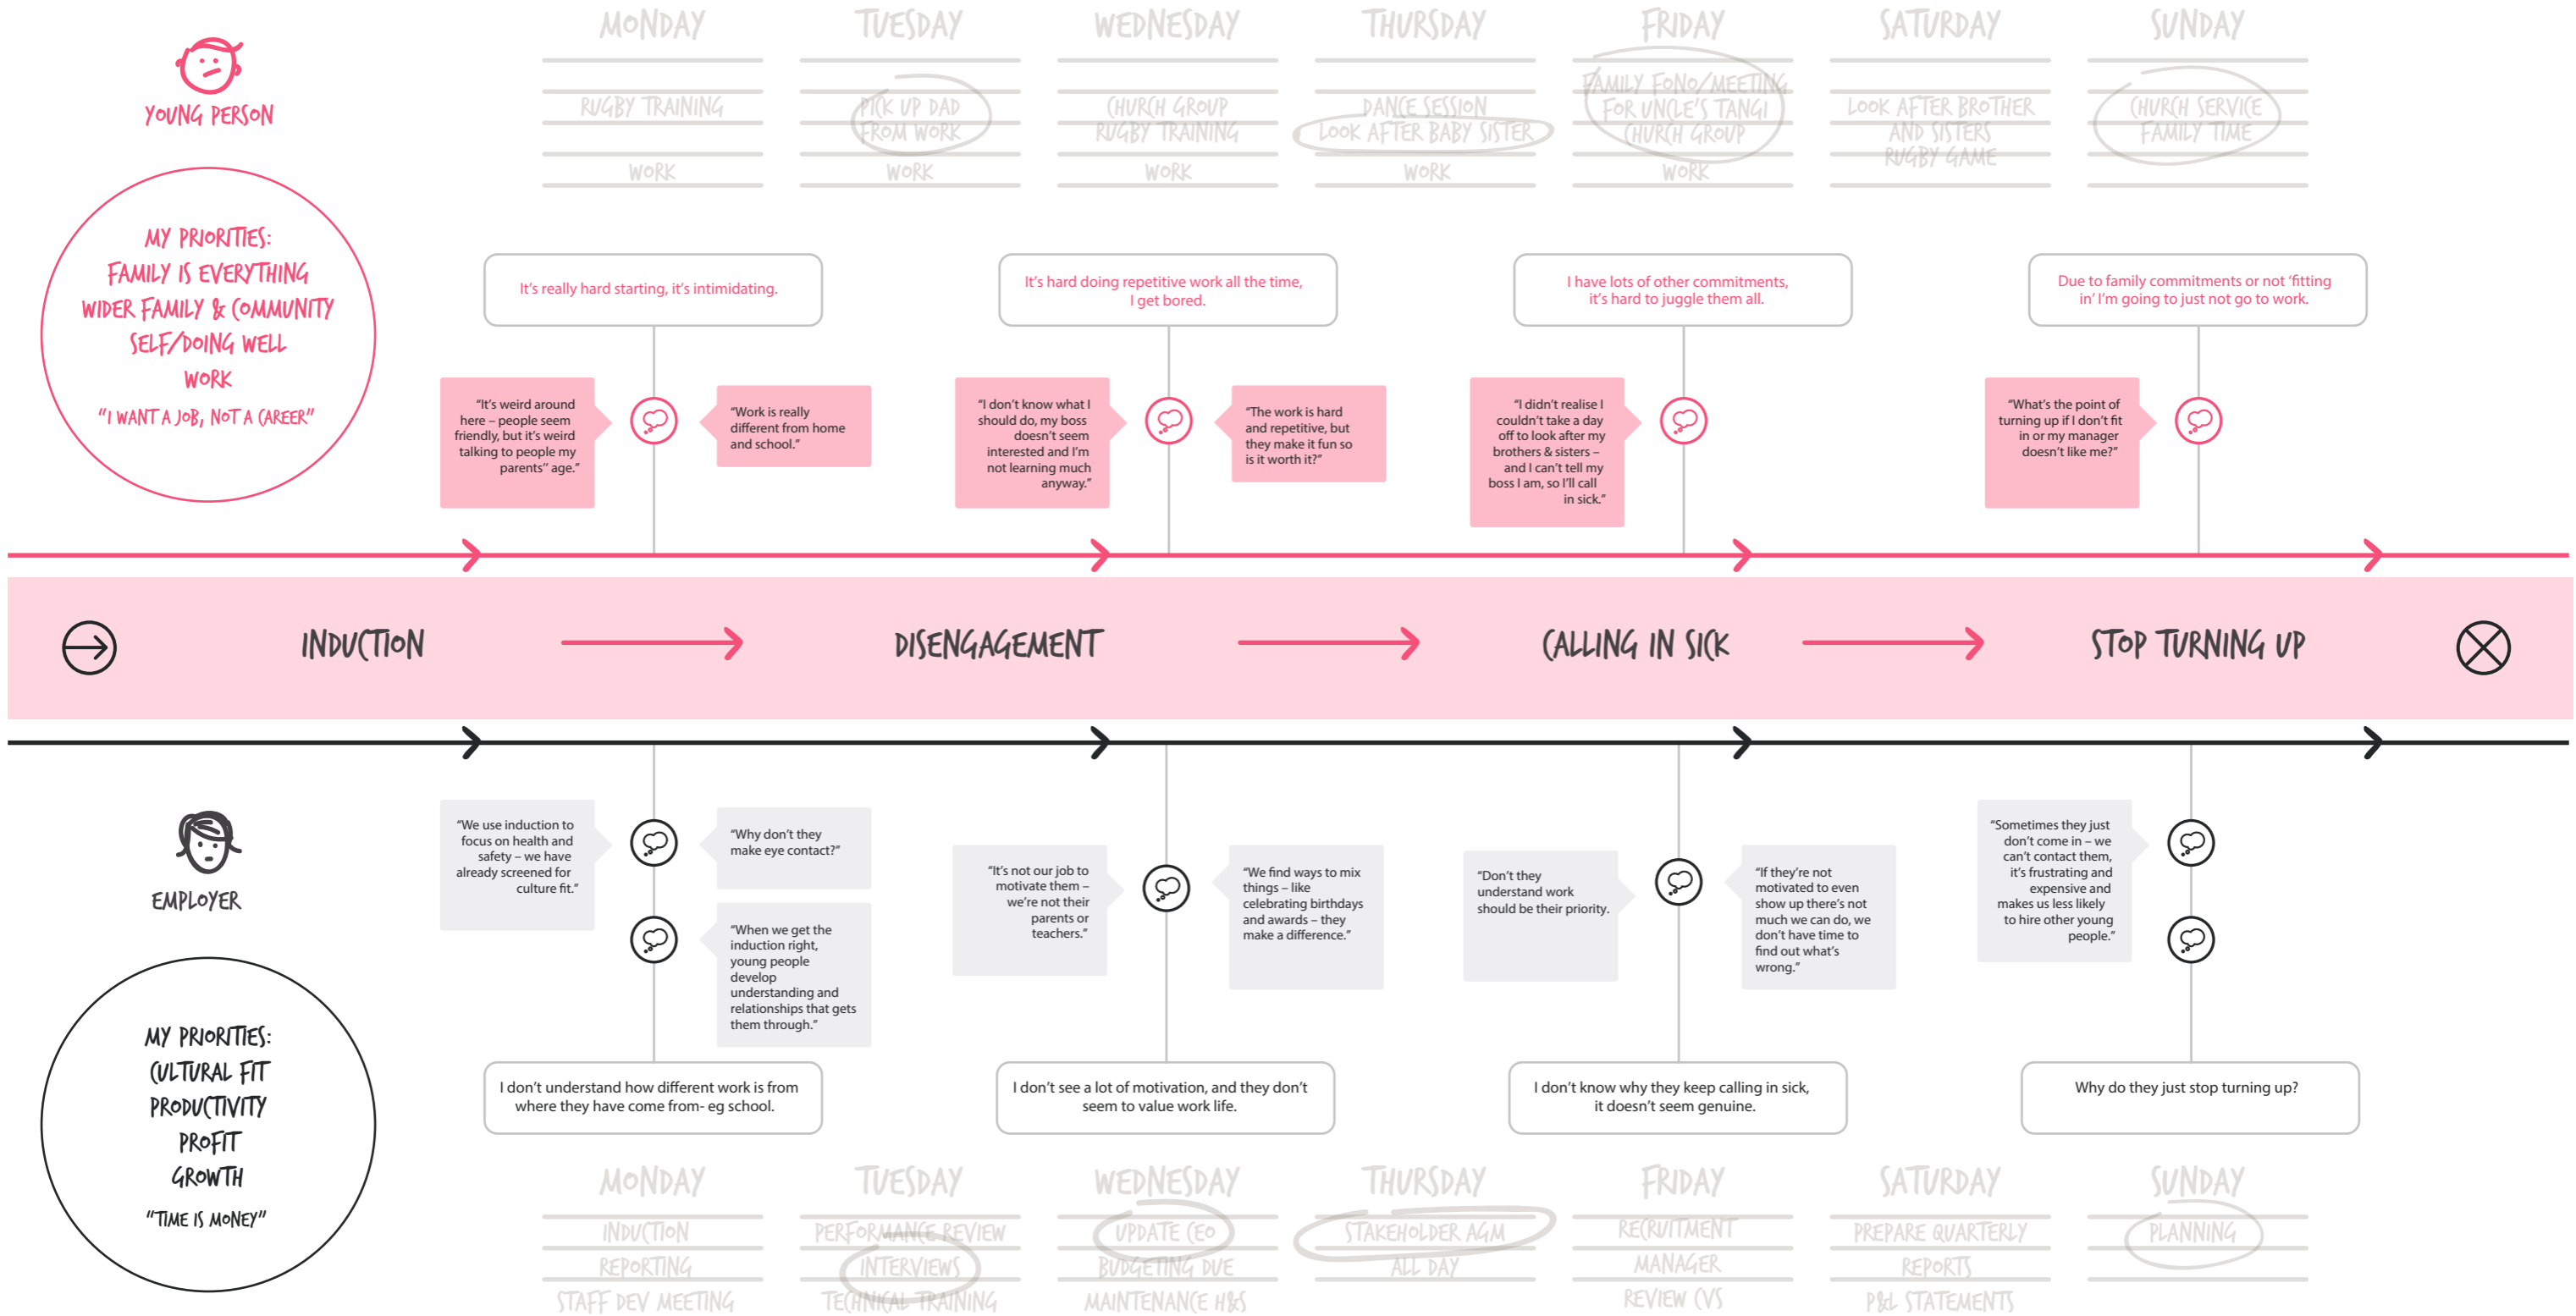 MONDAY
RUGBY TRAINING
WORK
TUESDAY
PICK UP DAD
FROM WORK
WORK
WEDNESDAY
CHURCH GROUP
RUGBY TRAINING
WORK
THURSDAY
DANCE SESSION
LOOK AFTER BABY SISTER
WORK
FRIDAY
FAMILY FONO/MEETING
FOR UNCLE'S TANGI
CHURCH GROUP
WORK
SATURDAY
LOOK AFTER BROTHER
AND SISTERS
RUGBY GAME
SUNDAY
CHURCH SERVICE
FAMILY TIME
YOUNG PERSON
MY PRIORITIES:
FAMILY IS EVERYTHING
WIDER FAMILY & COMMUNITY
SELF/DOING WELL
WORK
"I WANT A JOB, NOT A CAREER"
It's really hard starting, it's intimidating.
"It's weird around
here – people seem
friendly, but it's weird
talking to people my
parents'' age."
"Work is really
different from home
and school."
It's hard doing repetitive work all the time,
I get bored.
"I don't know what I
should do, my boss
doesn't seem
interested and I'm
not learning much
anyway."
"The work is hard
and repetitive, but
they make it fun so
is it worth it?"
I have lots of other commitments,
it's hard to juggle them all.
"I didn't realise I
couldn't take a day
off to look after my
brothers & sisters –
and I can't tell my
boss I am, so I'll call
in sick."
Due to family commitments or not 'fitting
in' I'm going to just not go to work.
"What's the point of
turning up if I don't fit
in or my manager
doesn't like me?"
INDUCTION
DISENGAGEMENT
CALLING IN SICK
STOP TURNING UP
EMPLOYER
MY PRIORITIES:
CULTURAL FIT
PRODUCTIVITY
PROFIT
GROWTH
"TIME IS MONEY"
"We use induction to
focus on health and
safety – we have
already screened for
culture fit."
"Why don't they
make eye contact?"
"When we get the
induction right,
young people
develop
understanding and
relationships that gets
them through."
I don't understand how different work is from
where they have come from- eg school.
"It's not our job to
motivate them –
we're not their
parents or
teachers."
"We find ways to mix
things – like
celebrating birthdays
and awards – they
make a difference."
I don't see a lot of motivation, and they don't
seem to value work life.
"Don't they
understand work
should be their priority.
"If they're not
motivated to even
show up there's not
much we can do, we
don't have time to
find out what's
wrong."
I don't know why they keep calling in sick,
it doesn't seem genuine.
"Sometimes they just
don't come in – we
can't contact them,
it's frustrating and
expensive and
makes us less likely
to hire other young
people."
Why do they just stop turning up?
MONDAY
INDUCTION
REPORTING
STAFF DEV MEETING
TUESDAY
PERFORMANCE REVIEW
INTERVIEWS
TECHNICAL TRAINING
WEDNESDAY
UPDATE CEO
BUDGETING DUE
MAINTENANCE H&S
THURSDAY
STAKEHOLDER AGM
ALL DAY
FRIDAY
RECRUITMENT
MANAGER
REVIEW CVS
SATURDAY
PREPARE QUARTERLY
REPORTS
P&L STATEMENTS
SUNDAY
PLANNING